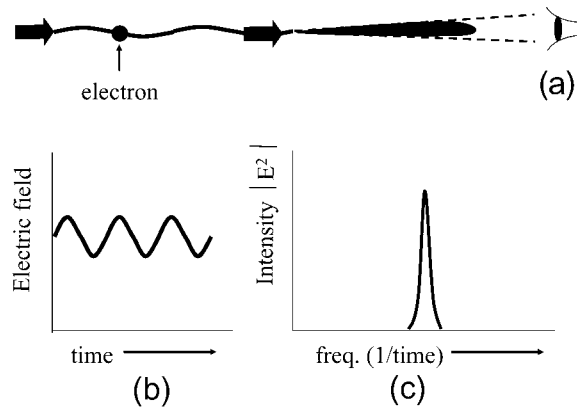 electron
(a)
Electric field
time
(b)
Intensity |E²|
freq. (1/time)
(c)